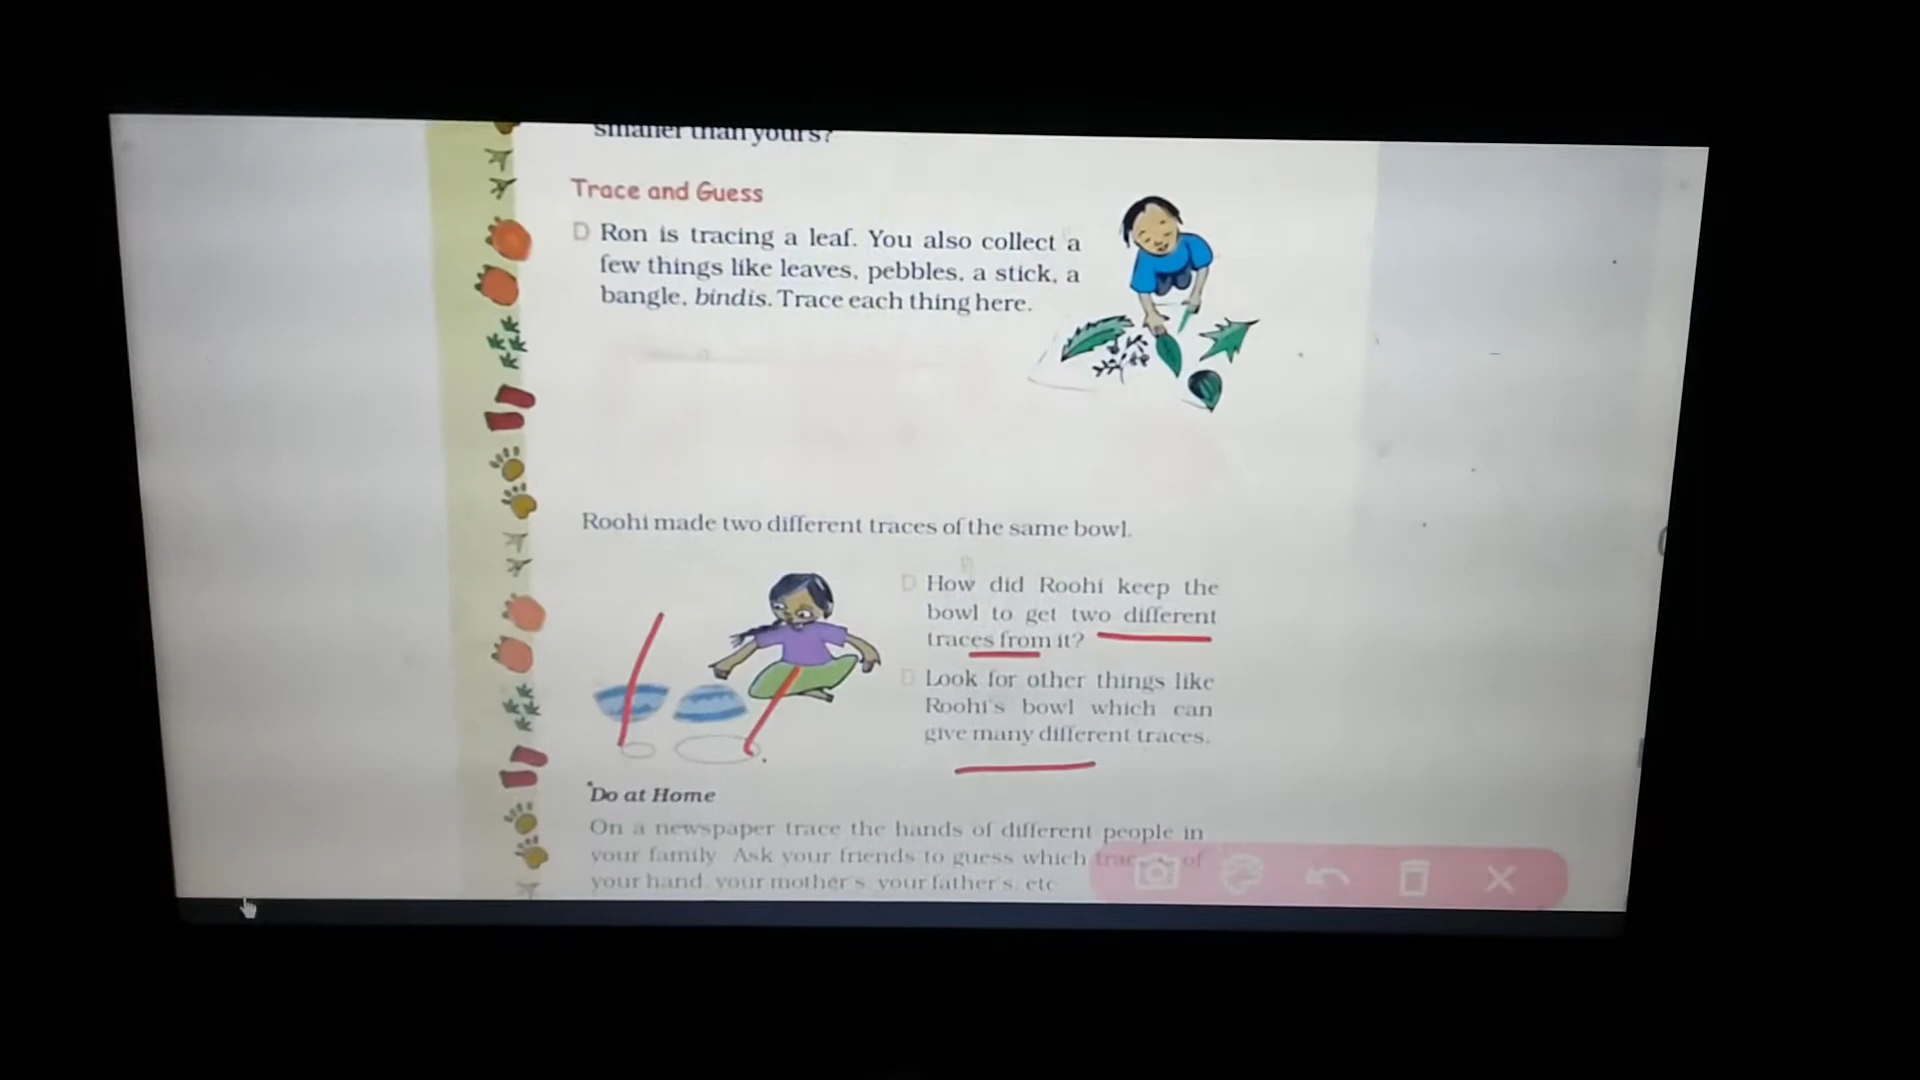 smaller than yours?
Trace and Guess
D Ron is tracing a leaf. You also collect a
few things like leaves, pebbles, a stick, a
bangle, bindis. Trace each thing here.
Roohi made two different traces of the same bowl.
D How did Roohi keep the
bowl to get two different
traces from it?
D Look for other things like
Roohi's bowl which can
give many different traces.
Do at Home
On a newspaper trace the hands of different people in
your family. Ask your friends to guess which of
your hand, your mother's, your father's, etc